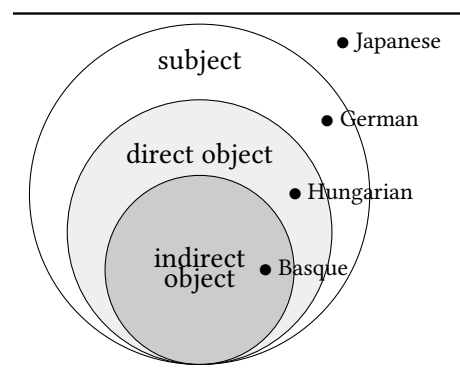 Japanese
subject
German
direct object
Hungarian
indirect
object
Basque